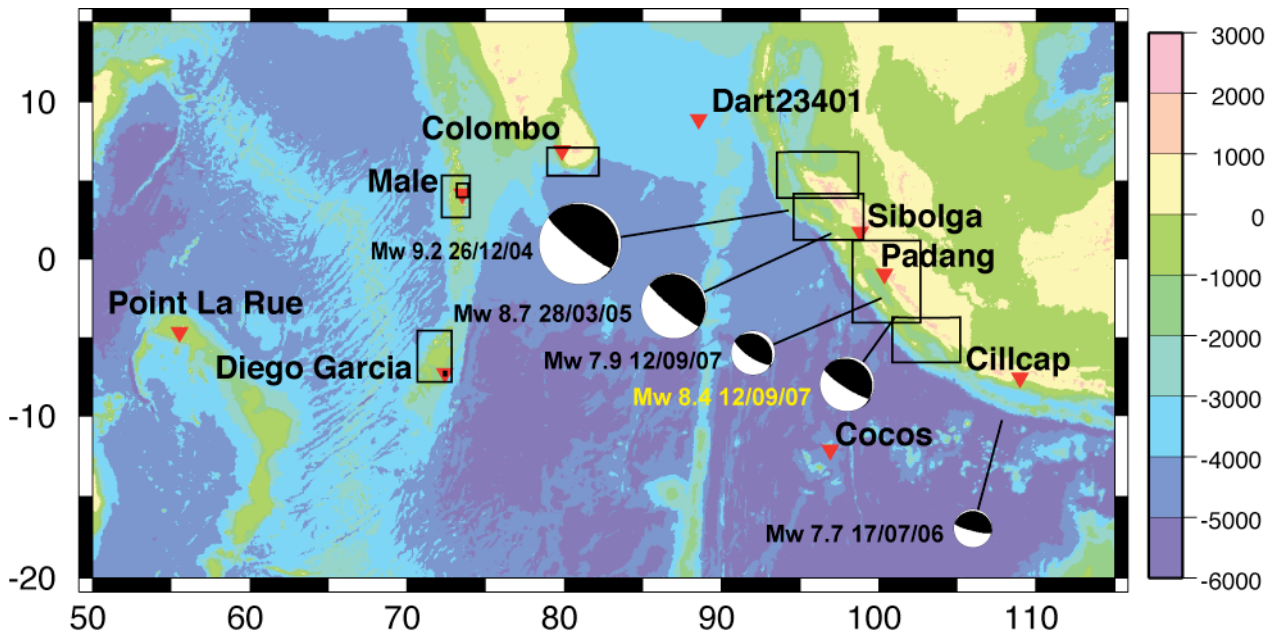 3000
Dart23401
10
2000
Colombo
1000
Male
Sibolga
0
Mw 9.2 26/12/04
Padang
0
-1000
Point La Rue
Mw 8.7 28/03/05
-2000
Mw 7.9 12/09/07
Cillcap
Diego Garcia
Mw 8.4 12/09/07
-3000
-10
Cocos
-4000
Mw 7.7 17/07/06
-5000
-20
-6000
50 60 70 80 90 100 110